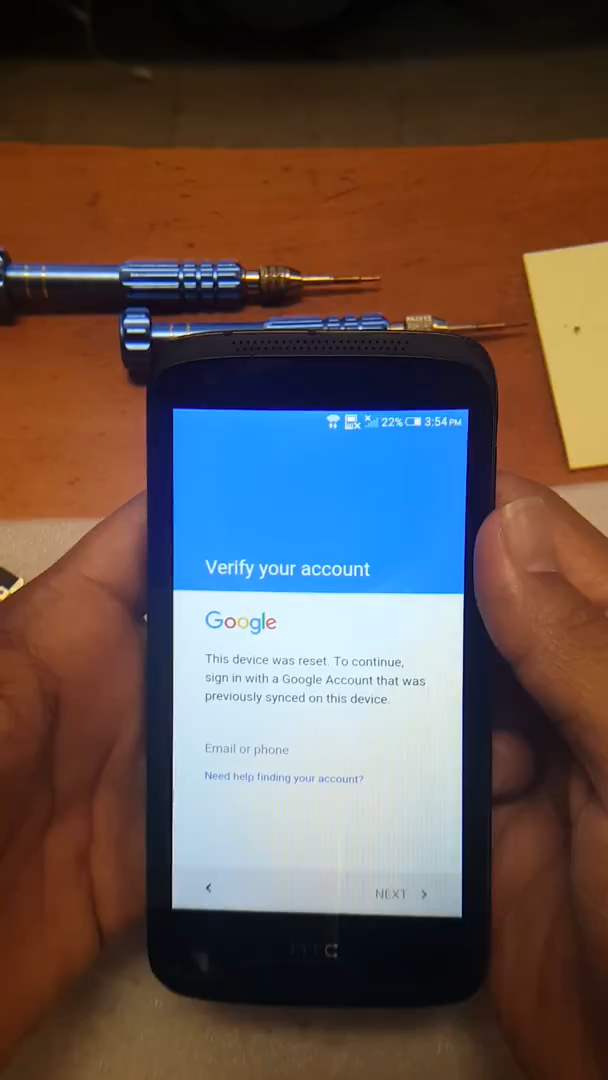 22% 3:54 PM
Verify your account
Google
This device was reset. To continue,
sign in with a Google Account that was
previously synced on this device.
Email or phone
Need help finding your account?
NEXT
HTC